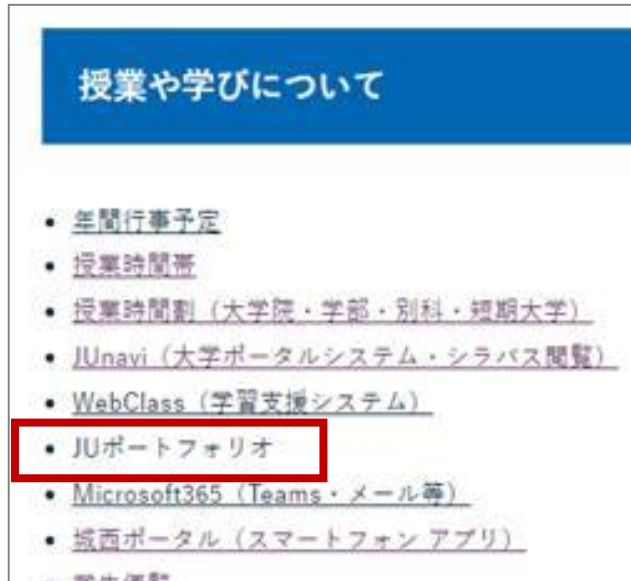 授業や学びについて
• 年間行事予定
• 授業時間帯
• 授業時間割（大学院・学部・別科・短期大学）
• JUnavi（大学ポータルシステム・シラバス閲覧）
• WebClass（学習支援システム）
• JUポートフォリオ
• Microsoft365（Teams・メール等）
• 城西ポータル（スマートフォン アプリ）